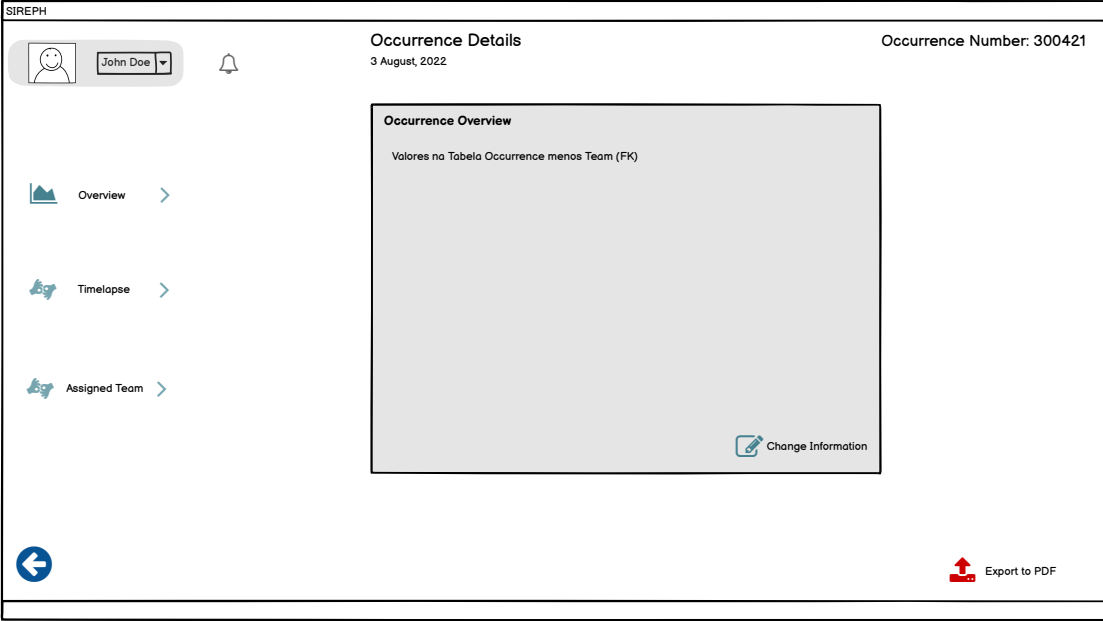 SIREPH
John Doe
Occurrence Details
3 August, 2022
Occurrence Number: 300421
Occurrence Overview
Valores na Tabela Occurrence menos Team (FK)
Overview
Timelapse
Assigned Team
Change Information
Export to PDF